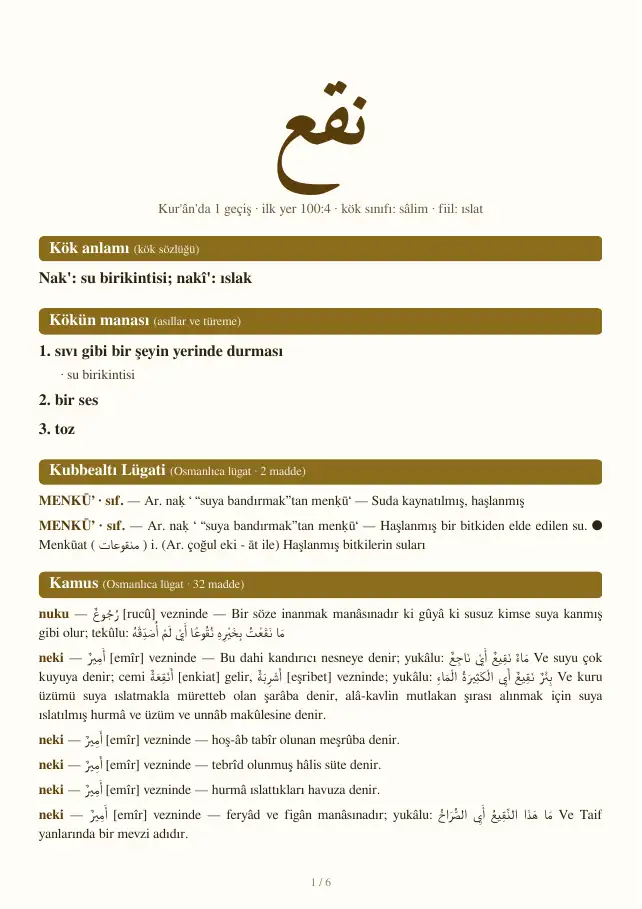 نقع
Kur'ân'da 1 geçiş · ilk yer 100:4 · kök sınıfı: sâlim · fiil: ıslat
Kök anlamı (kök sözlüğü)
Nak': su birikintisi; nakî': ıslak
Kökün manası (asıllar ve türeme)
1. sıvı gibi bir şeyin yerinde durması
· su birikintisi
2. bir ses
3. toz
Kubbealtı Lügati (Osmanlıca lügat · 2 madde)
MENKŪ’ · sıf. — Ar. naḳ ‘ “suya bandırmak”tan menḳū‘ — Suda kaynatılmış, haşlanmış
MENKŪ’ · sıf. — Ar. naḳ ‘ “suya bandırmak”tan menḳū‘ — Haşlanmış bir bitkiden elde edilen su. ●
Menkūat ( منقوعات ) i. (Ar. çoğul eki - āt ile) Haşlanmış bitkilerin suları
Kamus (Osmanlıca lügat · 32 madde)
nuku — رُجُوعٌ [rucû] vezninde — Bir söze inanmak manâsınadır ki gûyâ ki susuz kimse suya kanmış
gibi olur; tekûlu: مَا نَقَعْتُ بِخَبَرِهِ نُقُوعًا أَيْ لَمْ أُصَدِّقْهُ
neki — أَمِيرٌ [emîr] vezninde — Bu dahi kandırıcı nesneye denir; yukâlu: مَاءٌ نَقِيعٌ أَيْ نَاجِعٌ Ve suyu çok
kuyuya denir; cemi أَنْقِعَةٌ [enkiat] gelir, أَشْرِبَةٌ [eşribet] vezninde; yukâlu: بِئْرٌ نَقِيعٌ أَيِ الْكَثِيرَةُ الْمَاءِ Ve kuru
üzümü suya ıslatmakla müretteb olan şarâba denir, alâ-kavlin mutlakan şırası alınmak için suya
ıslatılmış hurmâ ve üzüm ve unnâb makûlesine denir.
neki — أَمِيرٌ [emîr] vezninde — hoş-âb tabîr olunan meşrûba denir.
neki — أَمِيرٌ [emîr] vezninde — tebrîd olunmuş hâlis süte denir.
neki — أَمِيرٌ [emîr] vezninde — hurmâ ıslattıkları havuza denir.
neki — أَمِيرٌ [emîr] vezninde — feryâd ve figân manâsınadır; yukâlu: مَا هَذَا النَّقِيعُ أَيِ الصُّرَاخُ Ve Taif
yanlarında bir mevzi adıdır.
1 / 6